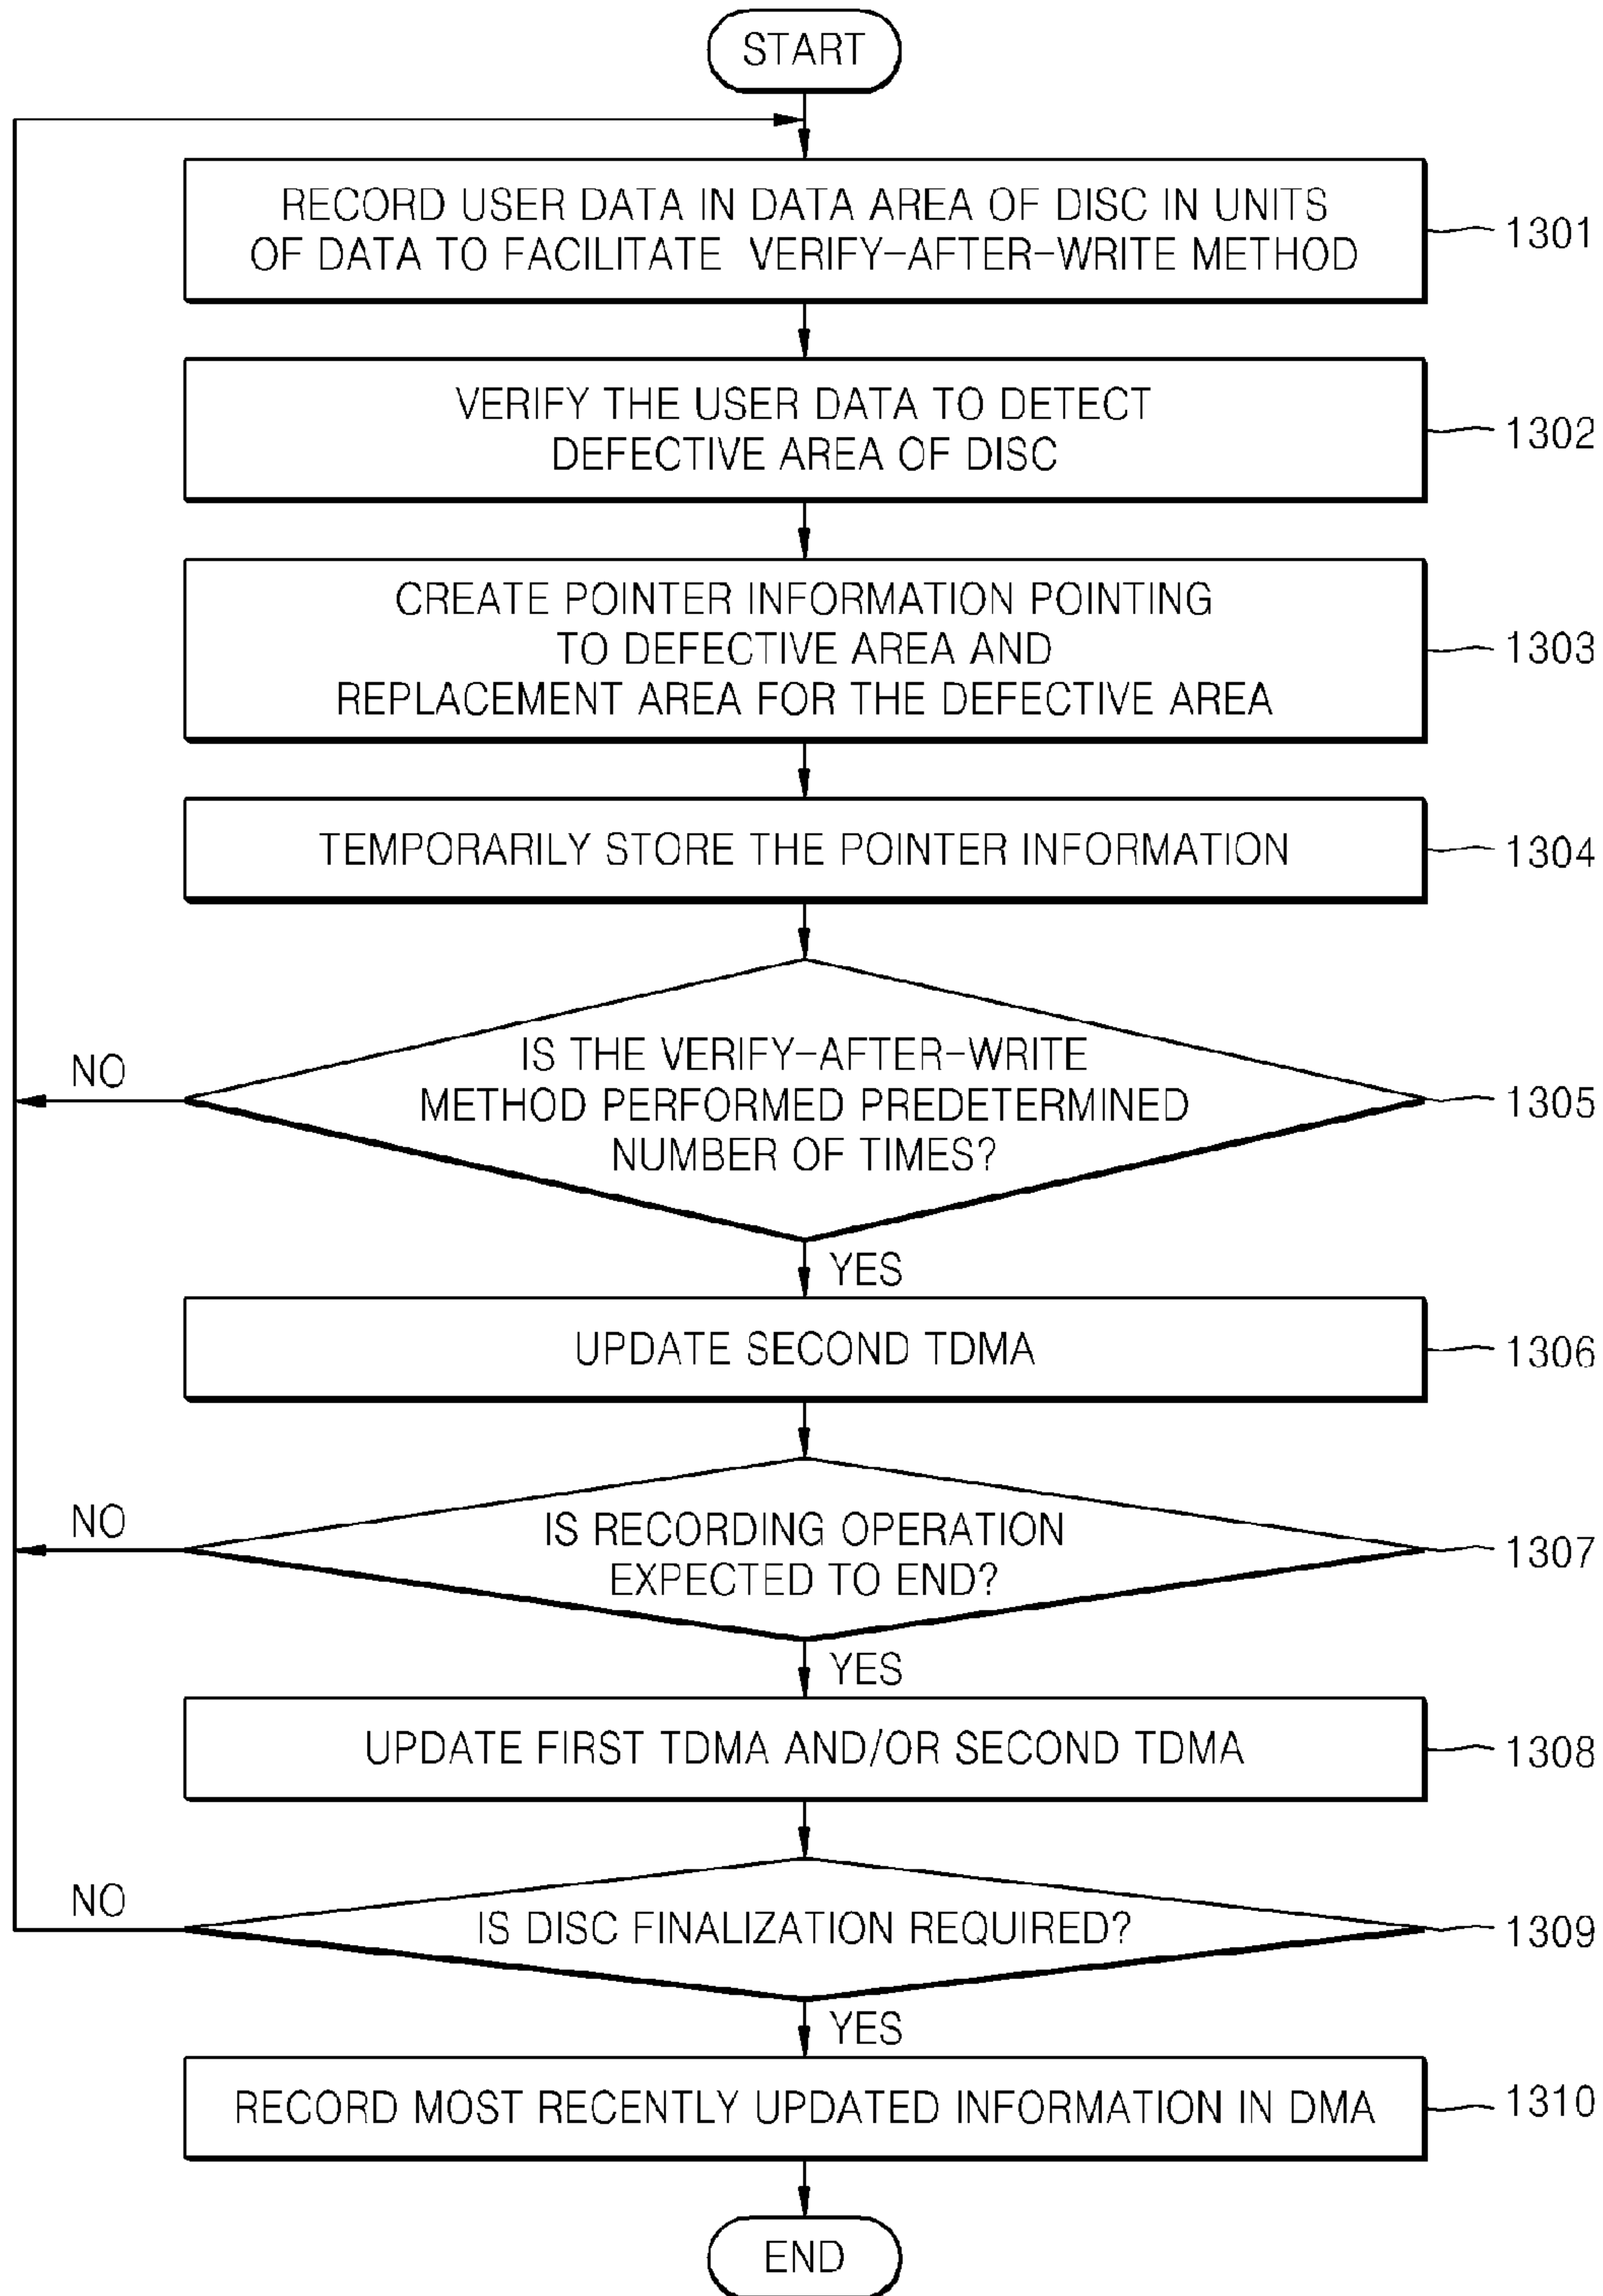 START
RECORD USER DATA IN DATA AREA OF DISC IN UNITS
OF DATA TO FACILITATE VERIFY-AFTER-WRITE METHOD
1301
VERIFY THE USER DATA TO DETECT
DEFECTIVE AREA OF DISC
1302
CREATE POINTER INFORMATION POINTING
TO DEFECTIVE AREA AND
REPLACEMENT AREA FOR THE DEFECTIVE AREA
1303
TEMPORARILY STORE THE POINTER INFORMATION
1304
IS THE VERIFY-AFTER-WRITE
METHOD PERFORMED PREDETERMINED
NUMBER OF TIMES?
NO
1305
YES
UPDATE SECOND TDMA
1306
IS RECORDING OPERATION
EXPECTED TO END?
NO
1307
YES
UPDATE FIRST TDMA AND/OR SECOND TDMA
1308
NO
IS DISC FINALIZATION REQUIRED?
1309
YES
RECORD MOST RECENTLY UPDATED INFORMATION IN DMA
1310
END